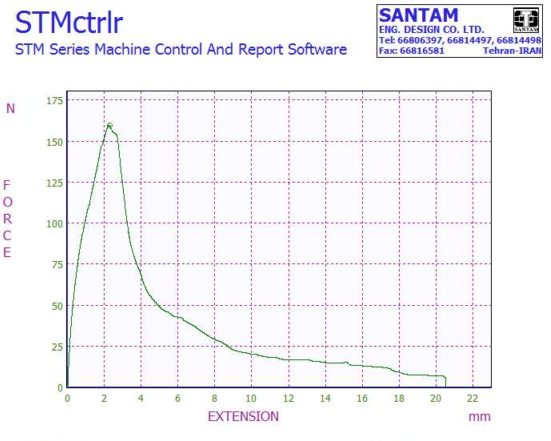 STMctrlr
STM Series Machine Control And Report Software
SANTAM
ENG. DESIGN CO. LTD.
Tel: 66806397, 66814497, 66814498
Fax: 66816581 Tehran-IRAN
SANTAM
N
FORCE
175
150
125
100
75
50
25
0
0 2 4 6 8 10 12 14 16 18 20 22
EXTENSION mm